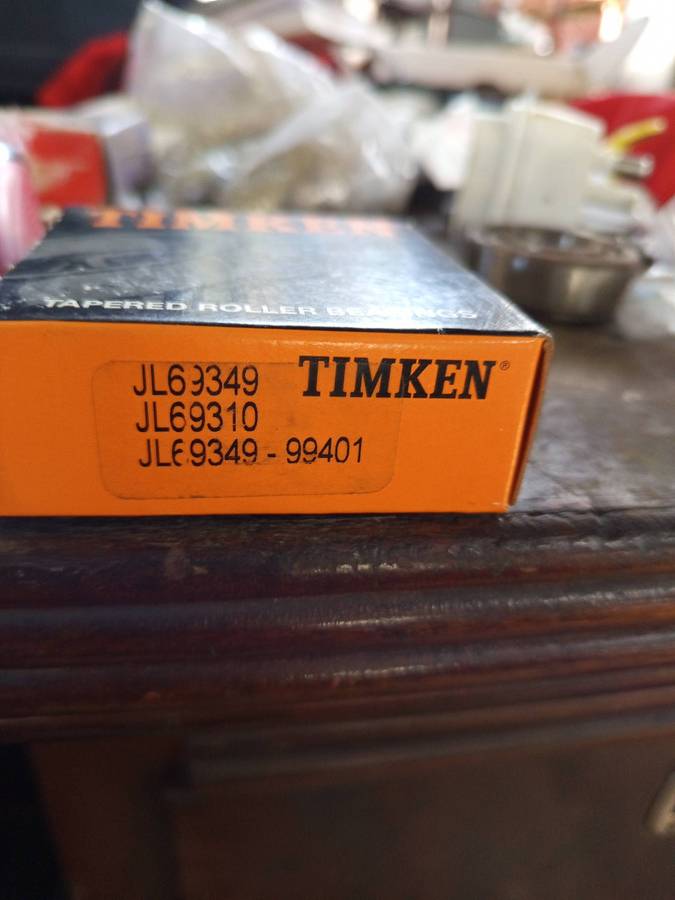 TIMKEN
TAPERED ROLLER BEARINGS
JL69349 TIMKEN®
JL69310
JL69349 - 99401